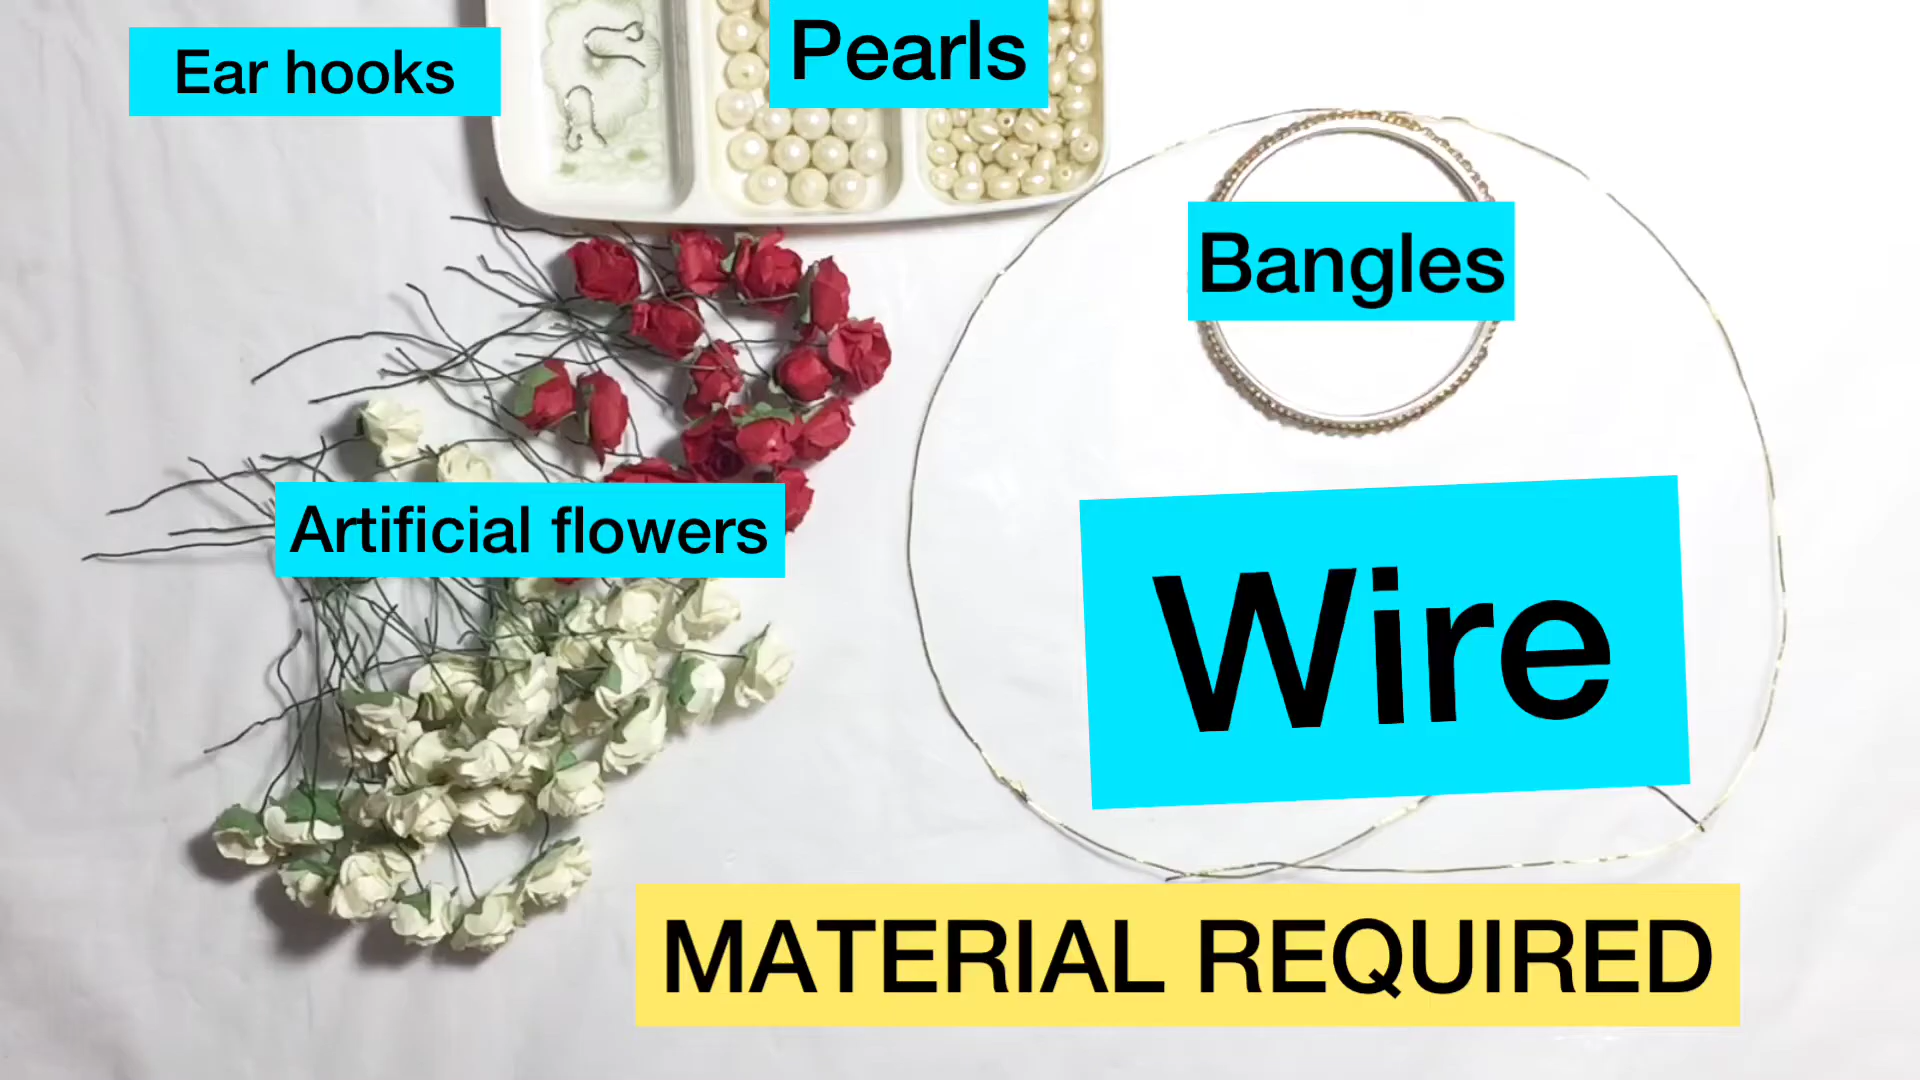 Ear hooks
Pearls
Bangles
Artificial flowers
Wire
MATERIAL REQUIRED